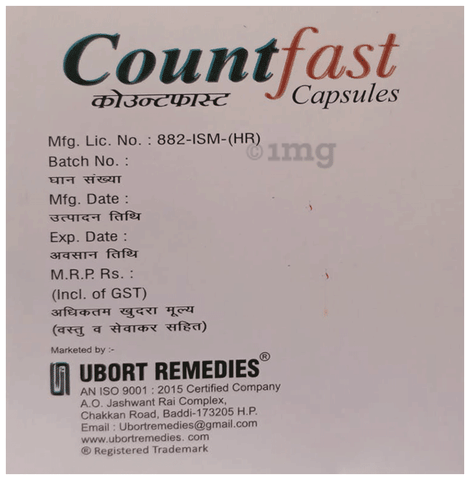 Countfast
कोउन्टफास्ट Capsules
Mfg. Lic. No. : 882-ISM-(HR)
©1mg
Batch No. :
घान संख्या
Mfg. Date :
उत्पादन तिथि
Exp. Date :
अवसान तिथि
M.R.P. Rs. :
(Incl. of GST)
अधिकतम खुदरा मूल्य
(वस्तु व सेवाकर सहित)
Marketed by :-
UBORT REMEDIES®
AN ISO 9001 : 2015 Certified Company
A.O. Jashwant Rai Complex,
Chakkan Road, Baddi-173205 H.P.
Email : Ubortremedies@gmail.com
www.ubortremedies. com
® Registered Trademark